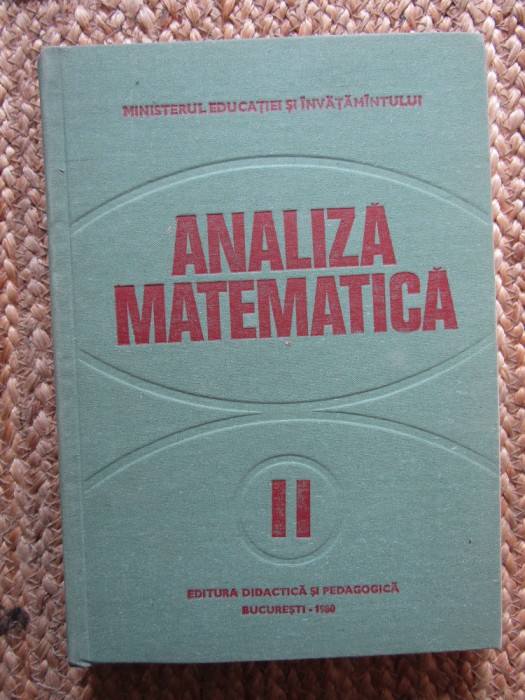 MINISTERUL EDUCAȚIEI ȘI ÎNVĂȚĂMÎNTULUI
ANALIZĂ
MATEMATICĂ
II
EDITURA DIDACTICĂ ȘI PEDAGOGICĂ
BUCUREȘTI - 1980